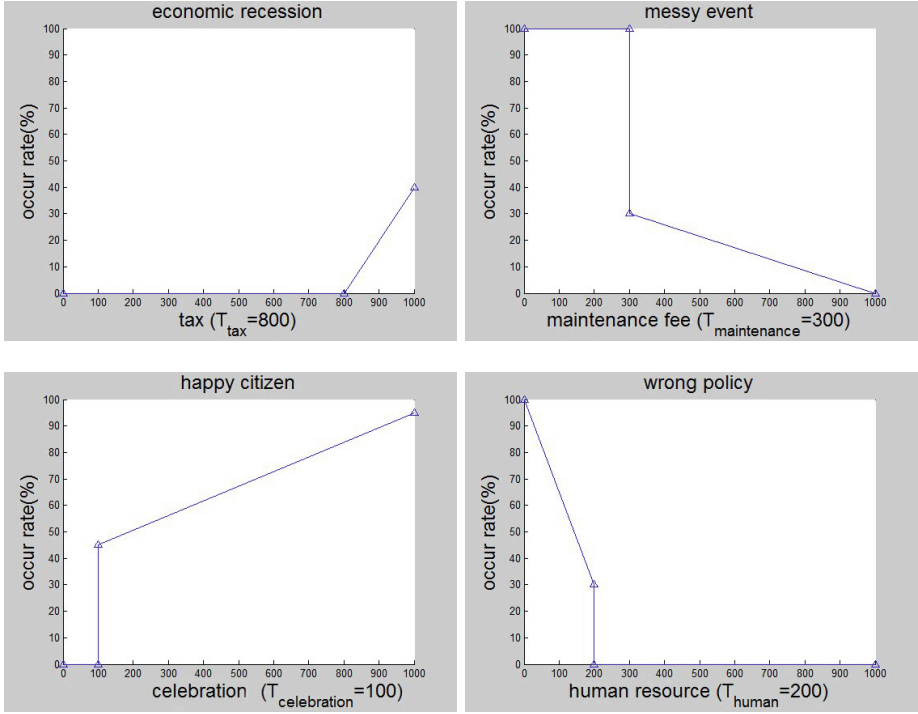 economic recession
100
90
80
70
60
50
40
30
20
10
0
occur rate(%)
0 100 200 300 400 500 600 700 800 900 1000
tax (T_tax=800)
messy event
100
90
80
70
60
50
40
30
20
10
0
occur rate(%)
0 100 200 300 400 500 600 700 800 900 1000
maintenance fee (T_maintenance=300)
happy citizen
100
90
80
70
60
50
40
30
20
10
0
occur rate(%)
0 100 200 300 400 500 600 700 800 900 1000
celebration (T_celebration=100)
wrong policy
100
90
80
70
60
50
40
30
20
10
0
occur rate(%)
0 100 200 300 400 500 600 700 800 900 1000
human resource (T_human=200)